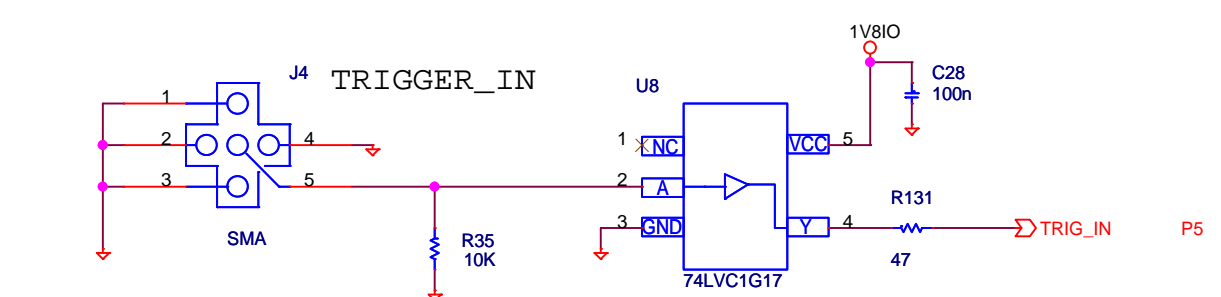 1V8IO
J4 TRIGGER_IN
U8
C28
100n
1
2
3
4
5
SMA
R35
10K
1 NC
2 A
3 GND
VCC 5
Y 4
74LVC1G17
R131
47
TRIG_IN P5